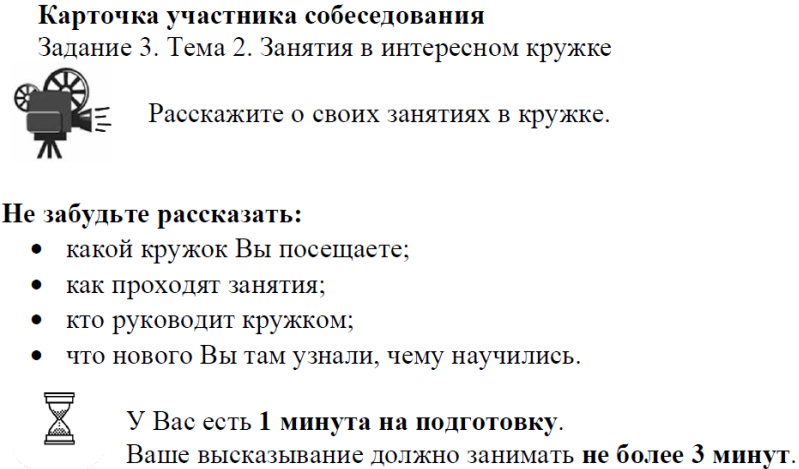 Карточка участника собеседования
Задание 3. Тема 2. Занятия в интересном кружке
Расскажите о своих занятиях в кружке.
Не забудьте рассказать:
• какой кружок Вы посещаете;
• как проходят занятия;
• кто руководит кружком;
• что нового Вы там узнали, чему научились.
У Вас есть 1 минута на подготовку.
Ваше высказывание должно занимать не более 3 минут.